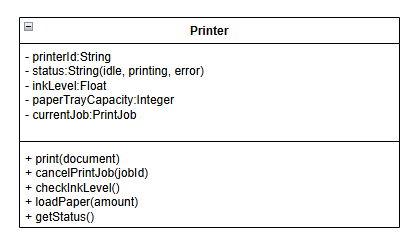 Printer
- printerId:String
- status:String(idle, printing, error)
- inkLevel:Float
- paperTrayCapacity:Integer
- currentJob:PrintJob
+ print(document)
+ cancelPrintJob(jobId)
+ checkInkLevel()
+ loadPaper(amount)
+ getStatus()